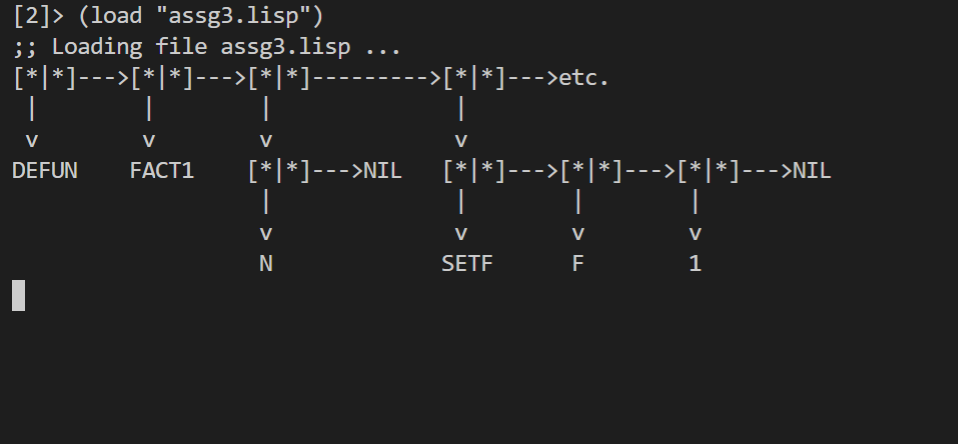 [2]> (load "assg3.lisp")
;; Loading file assg3.lisp ...
[*|*]--->[*|*]--->[*|*]--------->[*|*]--->etc.
 |        |        |              |
 v        v        v              v
DEFUN    FACT1    [*|*]--->NIL   [*|*]--->[*|*]--->[*|*]--->NIL
                   |              |        |        |
                   v              v        v        v
                   N             SETF      F        1